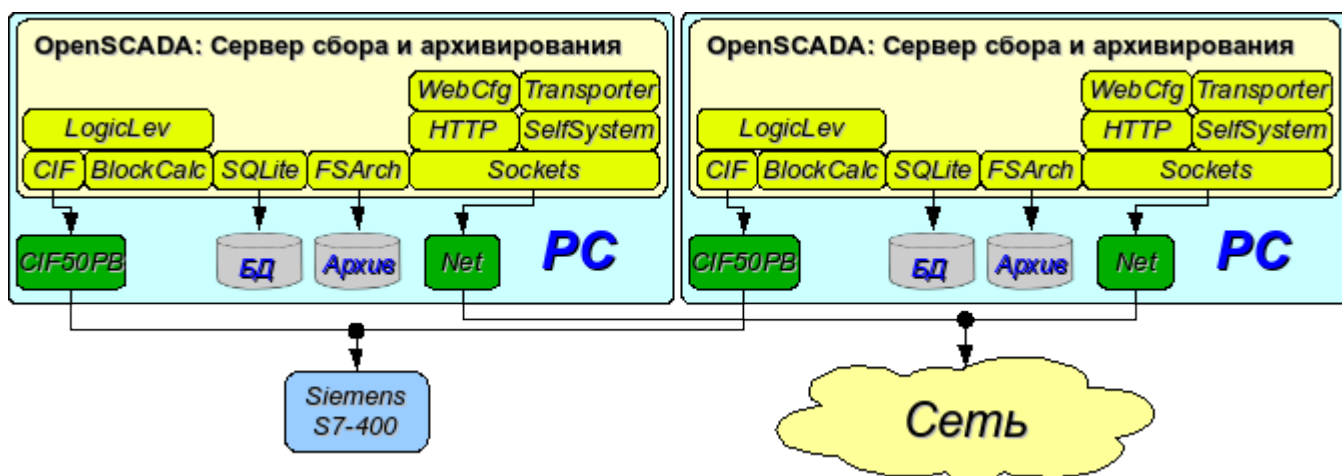 OpenSCADA: Сервер сбора и архивирования
WebCfg Transporter
LogicLev HTTP SelfSystem
CIF BlockCalc SQLite FSArch Sockets
CIF50PB БД Архив Net PC
OpenSCADA: Сервер сбора и архивирования
WebCfg Transporter
LogicLev HTTP SelfSystem
CIF BlockCalc SQLite FSArch Sockets
CIF50PB БД Архив Net PC
Siemens
S7-400
Сеть